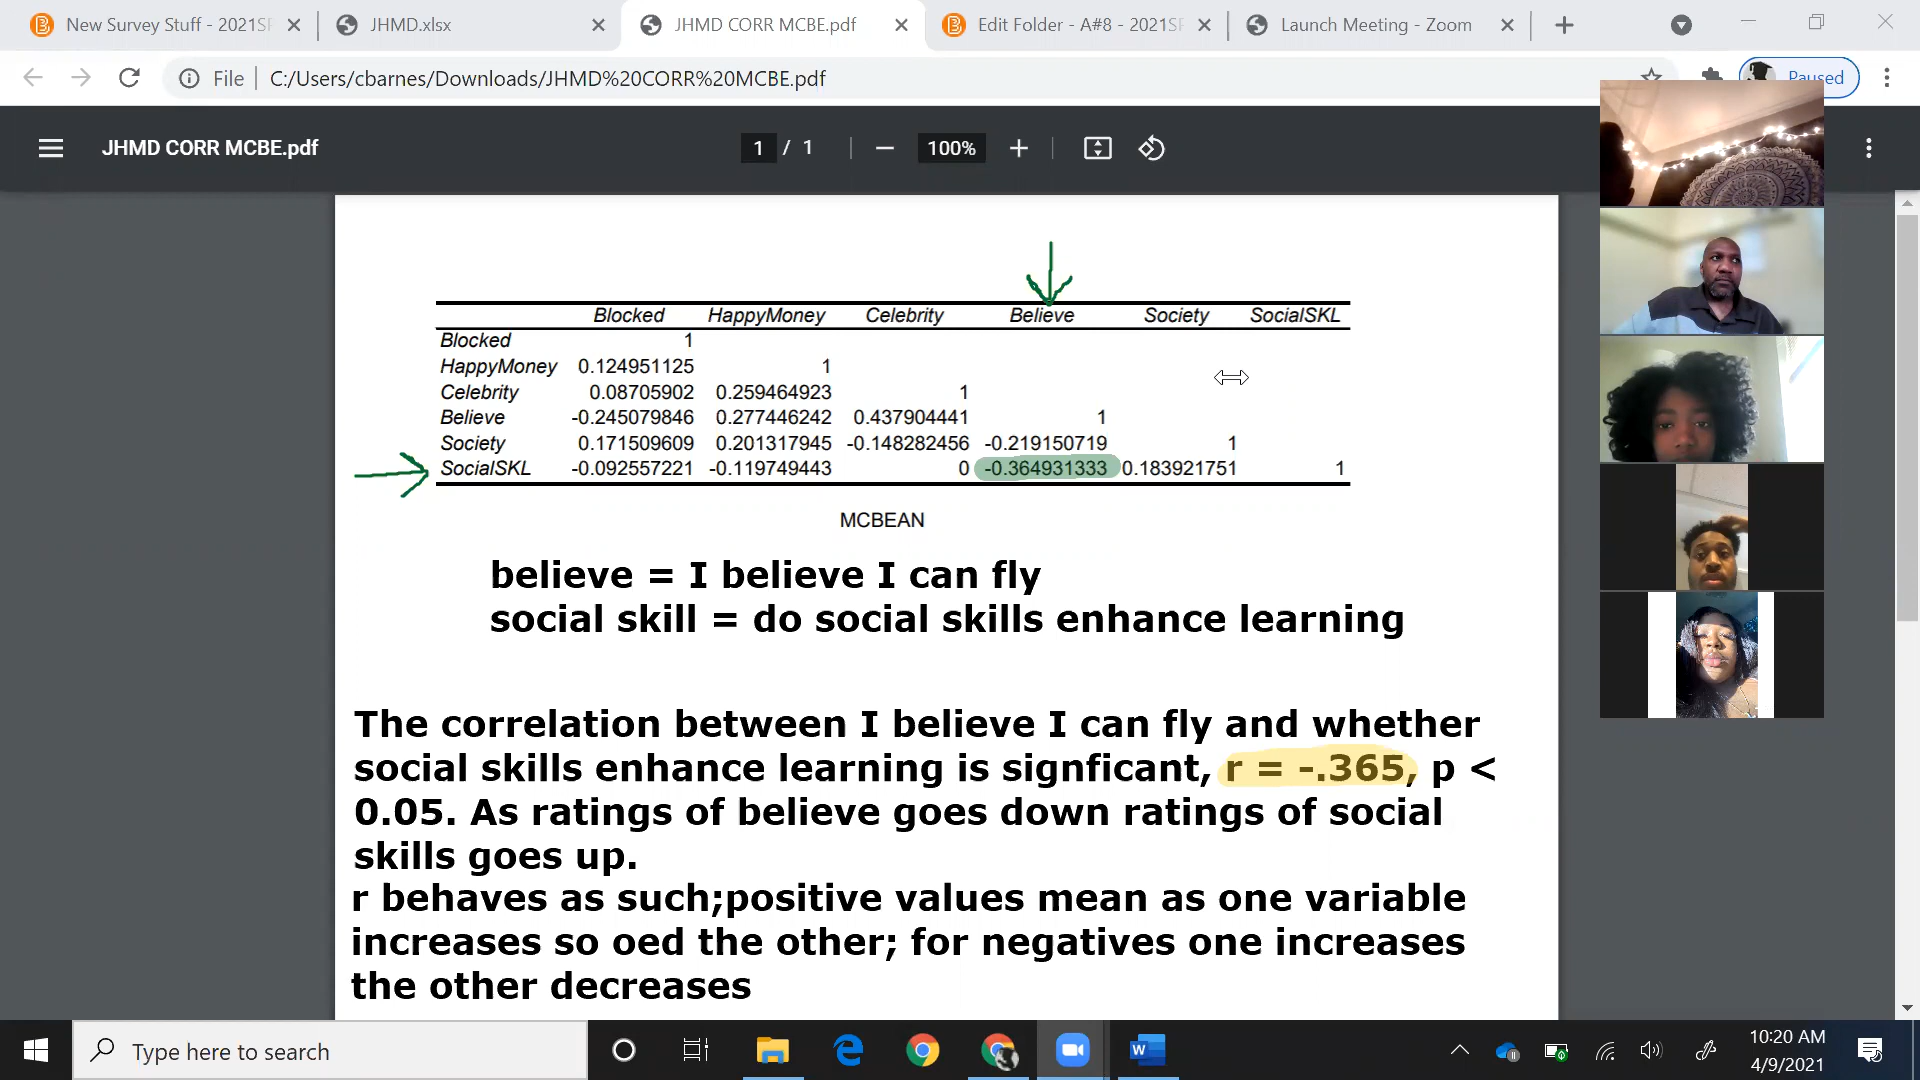 New Survey Stuff - 2021SF
JHMD.xlsx
JHMD CORR MCBE.pdf
Edit Folder - A#8 - 2021SF
Launch Meeting - Zoom
File
C:/Users/cbarnes/Downloads/JHMD%20CORR%20MCBE.pdf
Paused
JHMD CORR MCBE.pdf
1 / 1
100%
Blocked HappyMoney Celebrity Believe Society SocialSKL
Blocked 1
HappyMoney 0.124951125 1
Celebrity 0.08705902 0.259464923 1
Believe -0.245079846 0.277446242 0.437904441 1
Society 0.171509609 0.201317945 -0.148282456 -0.219150719 1
SocialSKL -0.092557221 -0.119749443 0 -0.364931333 0.183921751 1
MCBEAN
believe = I believe I can fly
social skill = do social skills enhance learning
The correlation between I believe I can fly and whether
social skills enhance learning is signficant, r = -.365, p <
0.05. As ratings of believe goes down ratings of social
skills goes up.
r behaves as such;positive values mean as one variable
increases so oed the other; for negatives one increases
the other decreases
Type here to search
10:20 AM
4/9/2021